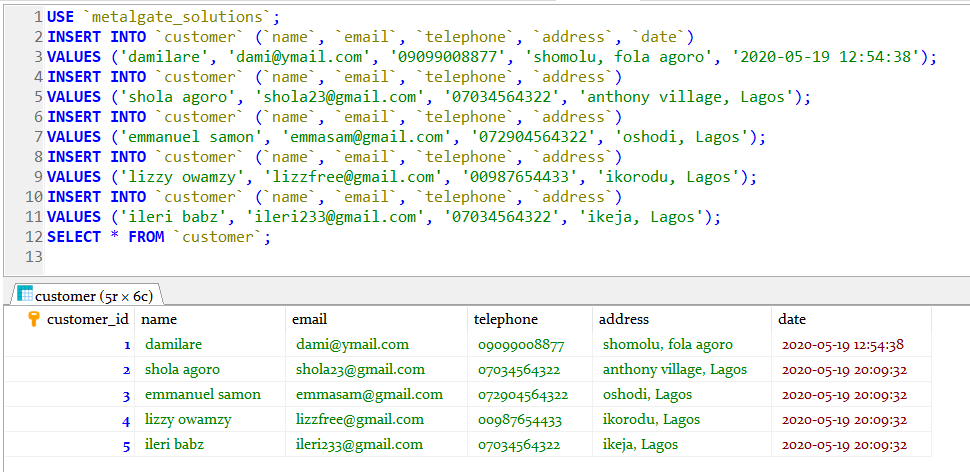 1 USE `metalgate_solutions`;
2 INSERT INTO `customer` (`name`, `email`, `telephone`, `address`, `date`)
3 VALUES ('damilare', 'dami@ymail.com', '09099008877', 'shomolu, fola agoro', '2020-05-19 12:54:38');
4 INSERT INTO `customer` (`name`, `email`, `telephone`, `address`)
5 VALUES ('shola agoro', 'shola23@gmail.com', '07034564322', 'anthony village, Lagos');
6 INSERT INTO `customer` (`name`, `email`, `telephone`, `address`)
7 VALUES ('emmanuel samon', 'emmasam@gmail.com', '072904564322', 'oshodi, Lagos');
8 INSERT INTO `customer` (`name`, `email`, `telephone`, `address`)
9 VALUES ('lizzy owamzy', 'lizzfree@gmail.com', '00987654433', 'ikorodu, Lagos');
10 INSERT INTO `customer` (`name`, `email`, `telephone`, `address`)
11 VALUES ('ileri babz', 'ileri233@gmail.com', '07034564322', 'ikeja, Lagos');
12 SELECT * FROM `customer`;
13
customer (5r × 6c)
customer_id name email telephone address date
1 damilare dami@ymail.com 09099008877 shomolu, fola agoro 2020-05-19 12:54:38
2 shola agoro shola23@gmail.com 07034564322 anthony village, Lagos 2020-05-19 20:09:32
3 emmanuel samon emmasam@gmail.com 072904564322 oshodi, Lagos 2020-05-19 20:09:32
4 lizzy owamzy lizzfree@gmail.com 00987654433 ikorodu, Lagos 2020-05-19 20:09:32
5 ileri babz ileri233@gmail.com 07034564322 ikeja, Lagos 2020-05-19 20:09:32